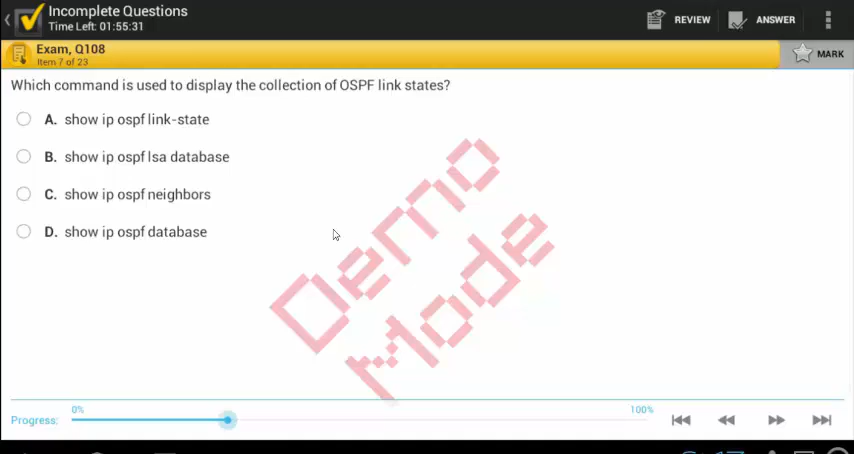 Incomplete Questions
Time Left: 01:55:31
REVIEW
ANSWER
Exam, Q108
Item 7 of 23
MARK
Which command is used to display the collection of OSPF link states?
A. show ip ospf link-state
B. show ip ospf lsa database
C. show ip ospf neighbors
D. show ip ospf database
Demo
Mode
0%
100%
Progress: